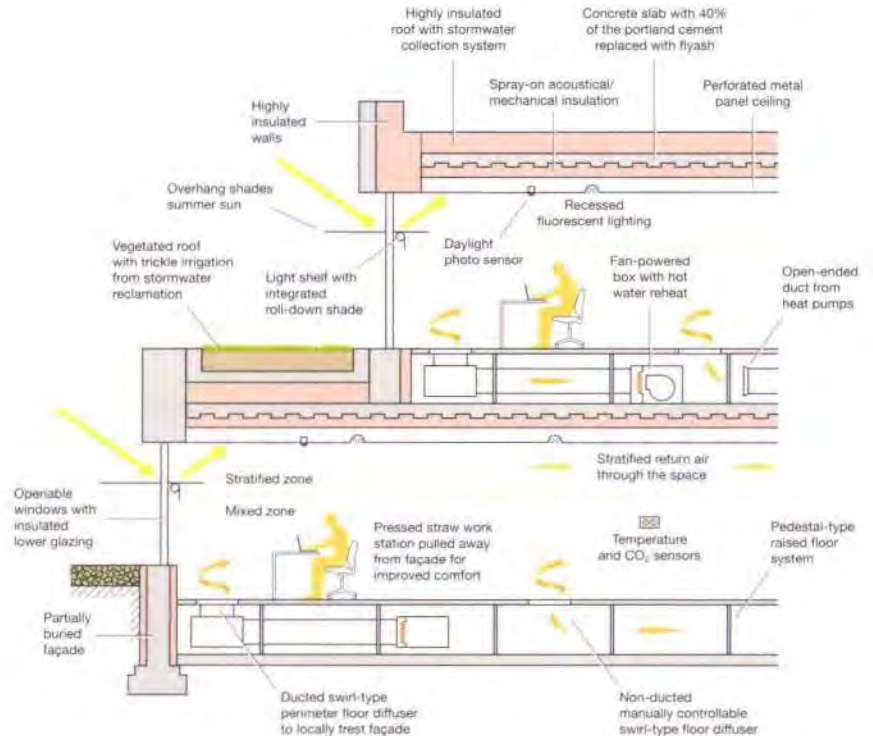 Highly insulated
roof with stormwater
collection system
Concrete slab with 40%
of the portland cement
replaced with flyash
Spray-on acoustical/
mechanical insulation
Perforated metal
panel ceiling
Highly
insulated
walls
Overhang shades
summer sun
Recessed
fluorescent lighting
Daylight
photo sensor
Vegetated roof
with trickle irrigation
from stormwater
reclamation
Light shelf with
integrated
roll-down shade
Fan-powered
box with hot
water reheat
Open-ended
duct from
heat pumps
Stratified return air
through the space
Stratified zone
Mixed zone
Openable
windows with
insulated
lower glazing
Pressed straw work
station pulled away
from façade for
improved comfort
Temperature
and CO₂ sensors
Pedestal-type
raised floor
system
Partially
buried
façade
Ducted swirl-type
perimeter floor diffuser
to locally trest façade
Non-ducted
manually controllable
swirl-type floor diffuser